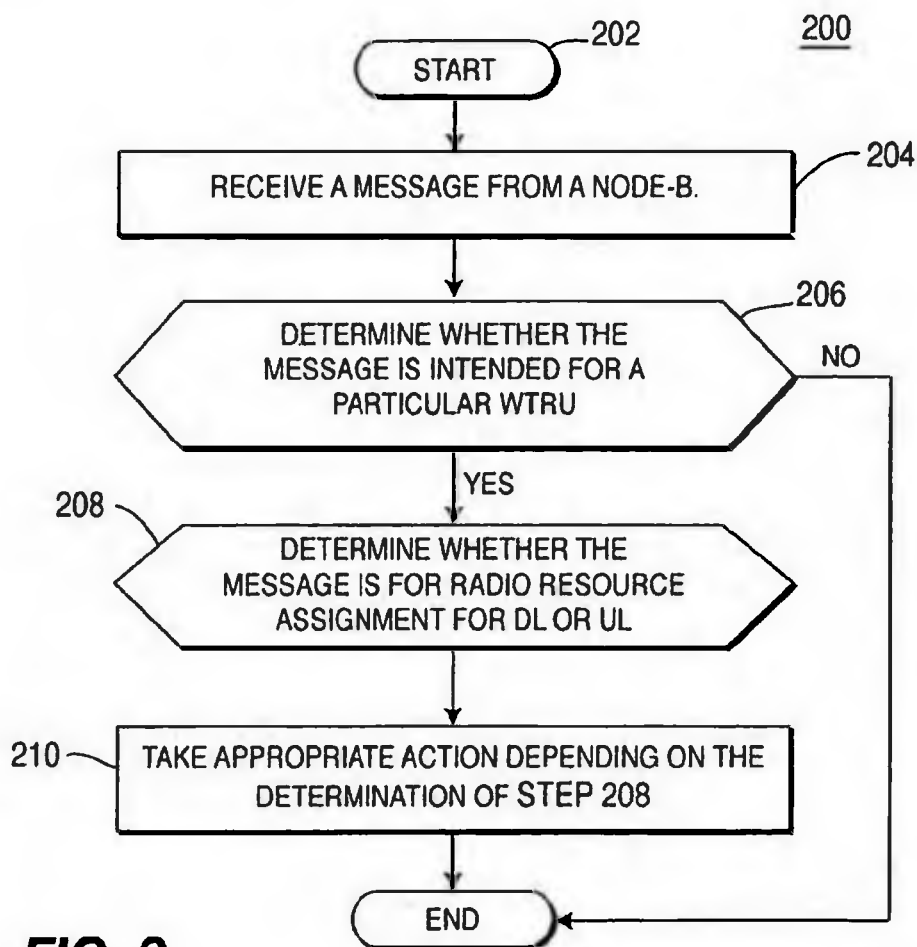 200
202
START
204
RECEIVE A MESSAGE FROM A NODE-B.
206
DETERMINE WHETHER THE
MESSAGE IS INTENDED FOR A
PARTICULAR WTRU
NO
YES
208
DETERMINE WHETHER THE
MESSAGE IS FOR RADIO RESOURCE
ASSIGNMENT FOR DL OR UL
210
TAKE APPROPRIATE ACTION DEPENDING ON THE
DETERMINATION OF STEP 208
END